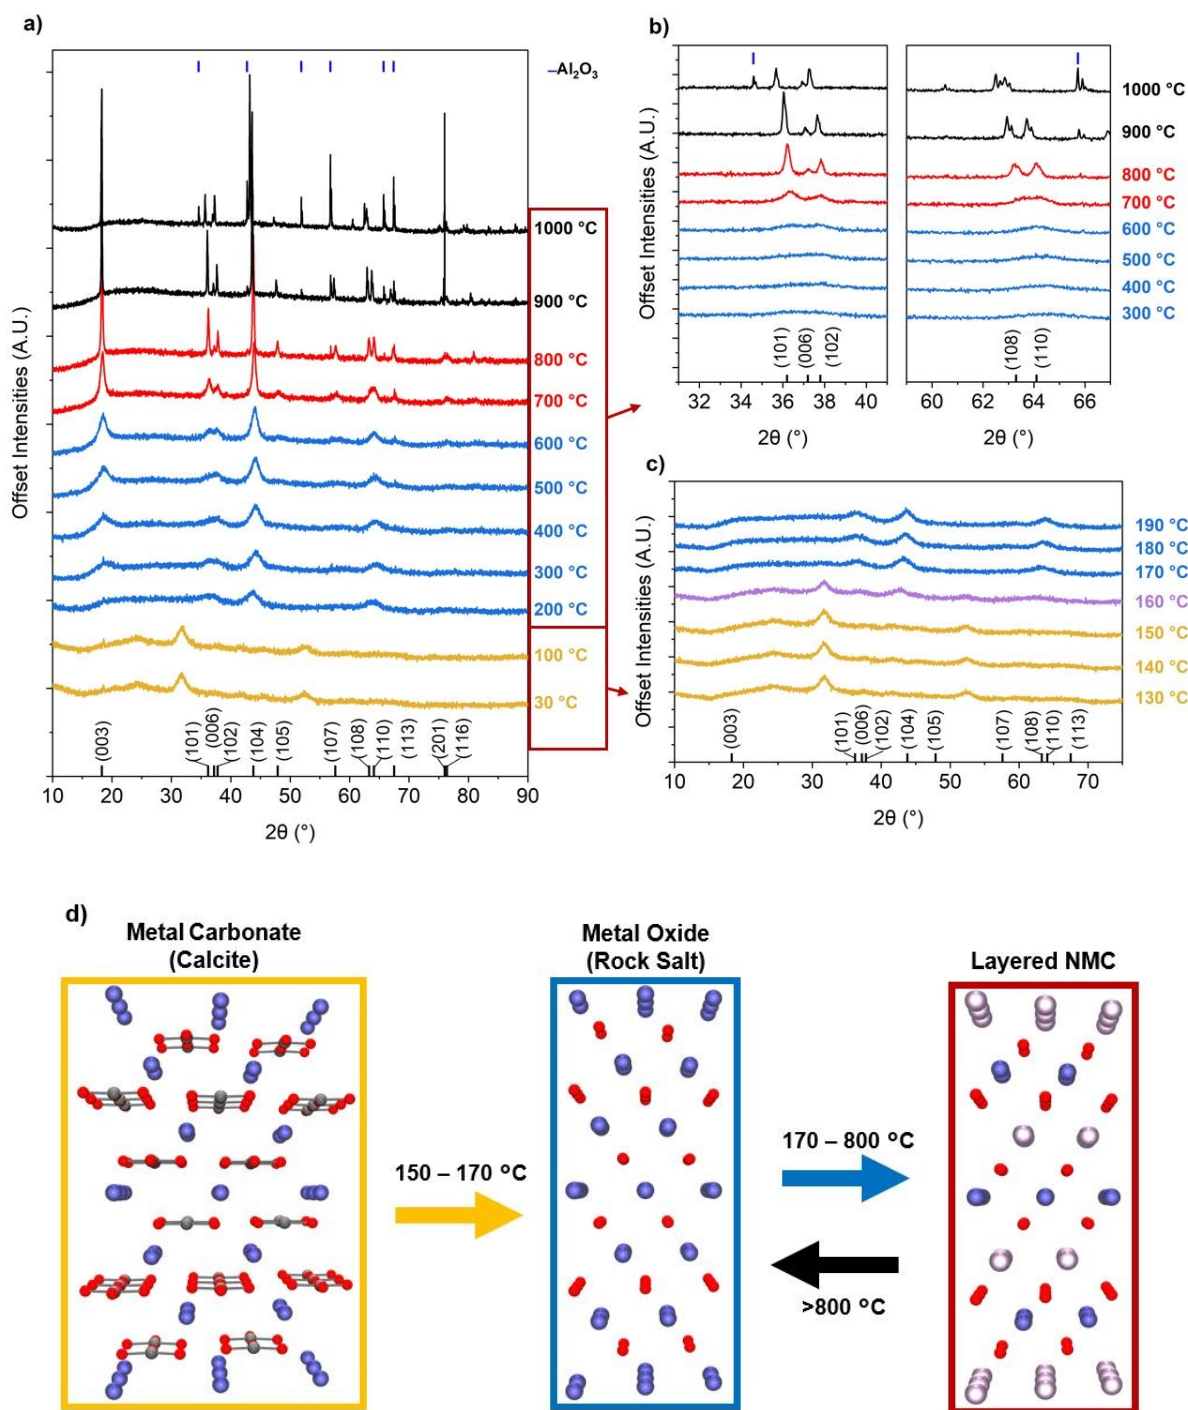 a)
Offset Intensities (A.U.)
–Al₂O₃
1000 °C
900 °C
800 °C
700 °C
600 °C
500 °C
400 °C
300 °C
200 °C
100 °C
30 °C
(003)
(101)
(006)
(102)
(104)
(105)
(107)
(108)
(110)
(113)
(201)
(116)
10 20 30 40 50 60 70 80 90
2θ (°)
b)
Offset Intensities (A.U.)
1000 °C
900 °C
800 °C
700 °C
600 °C
500 °C
400 °C
300 °C
(101)
(006)
(102)
(108)
(110)
32 34 36 38 40
60 62 64 66
2θ (°)
2θ (°)
c)
Offset Intensities (A.U.)
190 °C
180 °C
170 °C
160 °C
150 °C
140 °C
130 °C
(003)
(101)
(006)
(102)
(104)
(105)
(107)
(108)
(110)
(113)
10 20 30 40 50 60 70
2θ (°)
d)
Metal Carbonate
(Calcite)
150 – 170 °C
Metal Oxide
(Rock Salt)
170 – 800 °C
>800 °C
Layered NMC